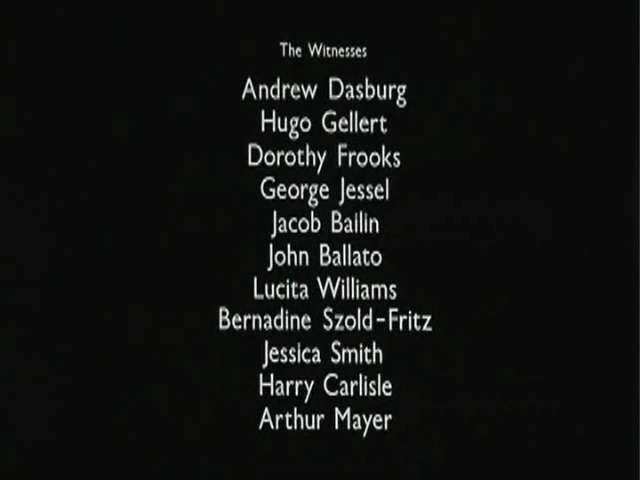 The Witnesses
Andrew Dasburg
Hugo Gellert
Dorothy Frooks
George Jessel
Jacob Bailin
John Ballato
Lucita Williams
Bernadine Szold-Fritz
Jessica Smith
Harry Carlisle
Arthur Mayer